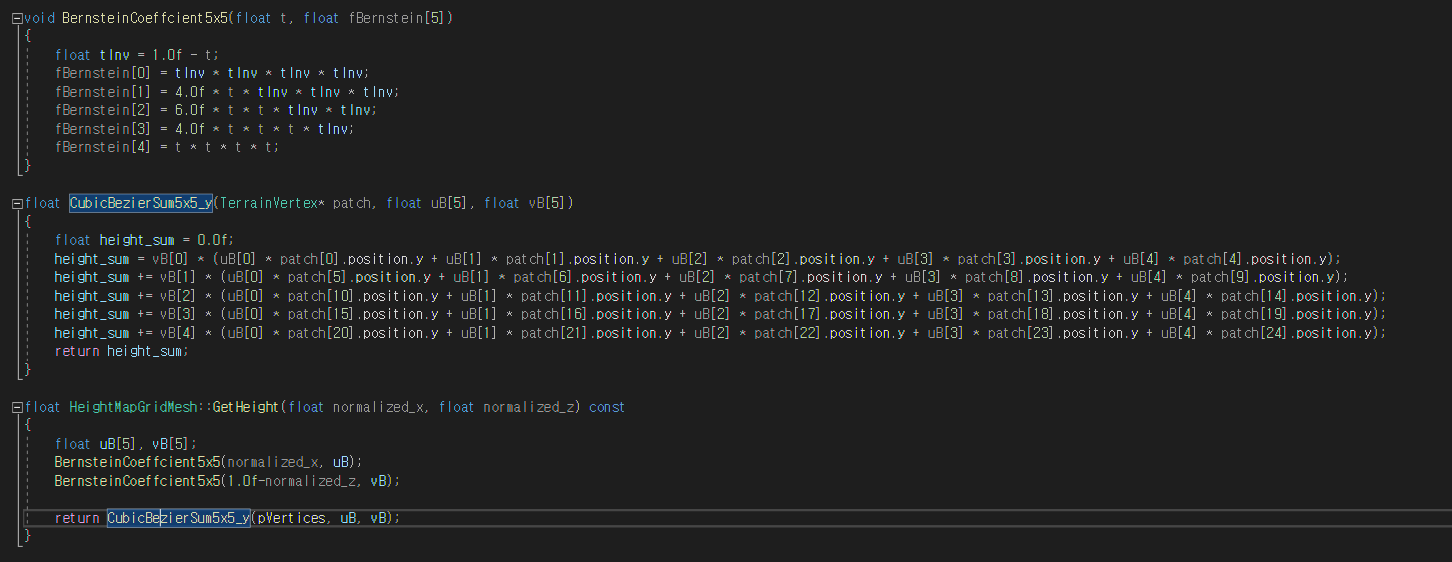 void BernsteinCoeffcient5x5(float t, float fBernstein[5])
{
    float tInv = 1.0f - t;
    fBernstein[0] = tInv * tInv * tInv * tInv;
    fBernstein[1] = 4.0f * t * tInv * tInv * tInv;
    fBernstein[2] = 6.0f * t * t * tInv * tInv;
    fBernstein[3] = 4.0f * t * t * t * tInv;
    fBernstein[4] = t * t * t * t;
}
float CubicBezierSum5x5_y(TerrainVertex* patch, float uB[5], float vB[5])
{
    float height_sum = 0.0f;
    height_sum = vB[0] * (uB[0] * patch[0].position.y + uB[1] * patch[1].position.y + uB[2] * patch[2].position.y + uB[3] * patch[3].position.y + uB[4] * patch[4].position.y);
    height_sum += vB[1] * (uB[0] * patch[5].position.y + uB[1] * patch[6].position.y + uB[2] * patch[7].position.y + uB[3] * patch[8].position.y + uB[4] * patch[9].position.y);
    height_sum += vB[2] * (uB[0] * patch[10].position.y + uB[1] * patch[11].position.y + uB[2] * patch[12].position.y + uB[3] * patch[13].position.y + uB[4] * patch[14].position.y);
    height_sum += vB[3] * (uB[0] * patch[15].position.y + uB[1] * patch[16].position.y + uB[2] * patch[17].position.y + uB[3] * patch[18].position.y + uB[4] * patch[19].position.y);
    height_sum += vB[4] * (uB[0] * patch[20].position.y + uB[1] * patch[21].position.y + uB[2] * patch[22].position.y + uB[3] * patch[23].position.y + uB[4] * patch[24].position.y);
    return height_sum;
}
float HeightMapGridMesh::GetHeight(float normalized_x, float normalized_z) const
{
    float uB[5], vB[5];
    BernsteinCoeffcient5x5(normalized_x, uB);
    BernsteinCoeffcient5x5(1.0f-normalized_z, vB);
    return CubicBezierSum5x5_y(pVertices, uB, vB);
}